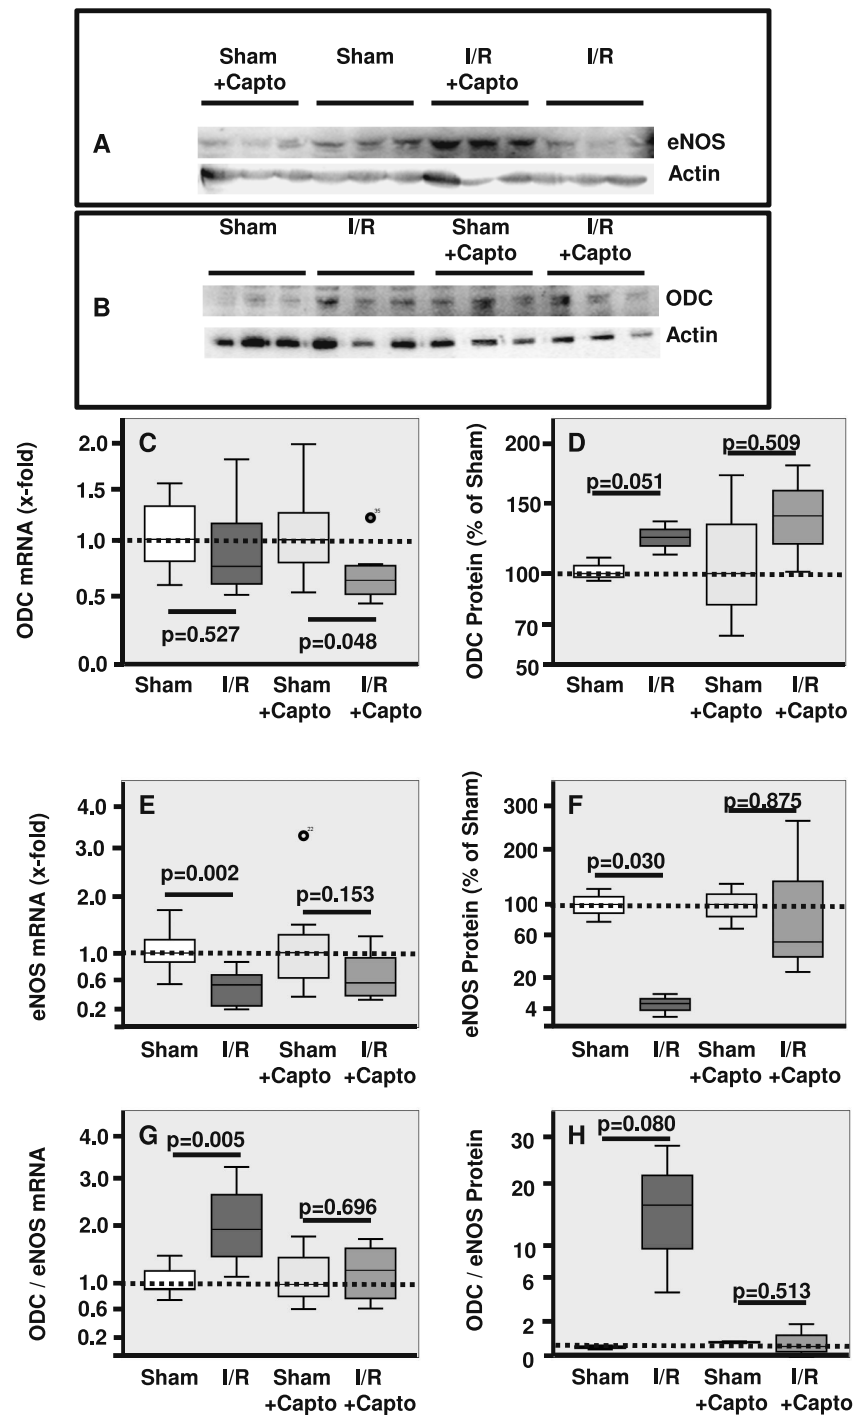 Sham
+Capto
Sham
I/R
+Capto
I/R
A
eNOS
Actin
Sham
I/R
Sham
+Capto
I/R
+Capto
B
ODC
Actin
C
ODC mRNA (x-fold)
2.0
1.5
1.0
0.5
0.0
35
p=0.527
p=0.048
Sham
I/R
Sham
+Capto
I/R
+Capto
D
ODC Protein (% of Sham)
200
150
100
70
50
p=0.051
p=0.509
Sham
I/R
Sham
+Capto
I/R
+Capto
E
eNOS mRNA (x-fold)
4.0
3.0
2.0
1.0
0.6
0.2
22
p=0.002
p=0.153
Sham
I/R
Sham
+Capto
I/R
+Capto
F
eNOS Protein (% of Sham)
300
200
100
60
20
4
p=0.030
p=0.875
Sham
I/R
Sham
+Capto
I/R
+Capto
G
ODC / eNOS mRNA
4.0
3.0
2.0
1.0
0.6
0.2
p=0.005
p=0.696
Sham
I/R
Sham
+Capto
I/R
+Capto
H
ODC / eNOS Protein
30
20
10
6
2
0
p=0.080
p=0.513
Sham
I/R
Sham
+Capto
I/R
+Capto